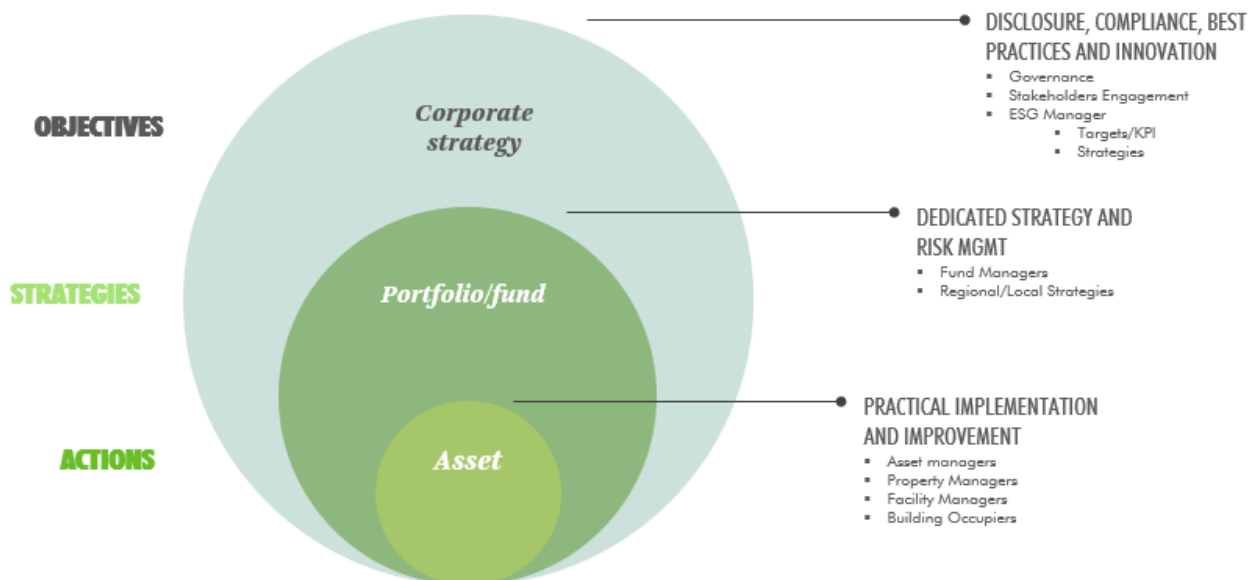 DISCLOSURE, COMPLIANCE, BEST
PRACTICES AND INNOVATION
▪ Governance
▪ Stakeholders Engagement
▪ ESG Manager
▪ Targets/KPI
▪ Strategies
OBJECTIVES
Corporate
strategy
DEDICATED STRATEGY AND
RISK MGMT
▪ Fund Managers
▪ Regional/Local Strategies
STRATEGIES
Portfolio/fund
PRACTICAL IMPLEMENTATION
AND IMPROVEMENT
▪ Asset managers
▪ Property Managers
▪ Facility Managers
▪ Building Occupiers
ACTIONS
Asset